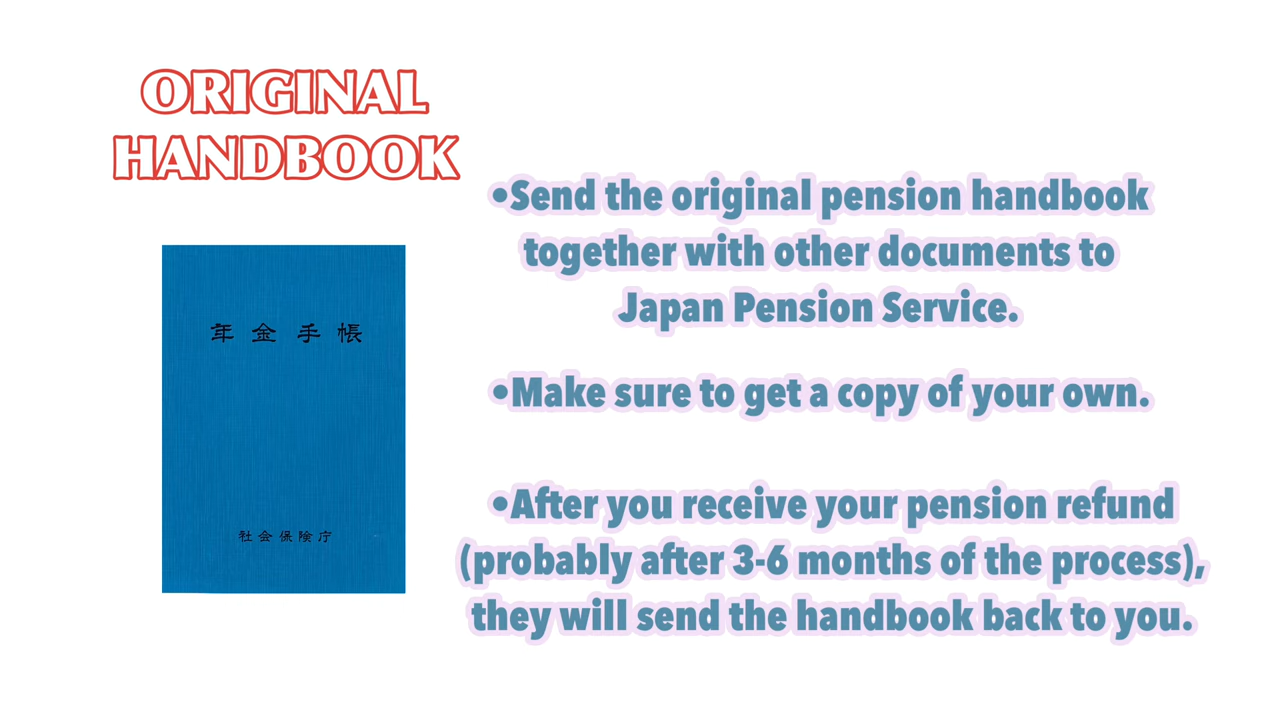 ORIGINAL
HANDBOOK
年金手帳
社会保険庁
•Send the original pension handbook
together with other documents to
Japan Pension Service.
•Make sure to get a copy of your own.
•After you receive your pension refund
(probably after 3-6 months of the process),
they will send the handbook back to you.